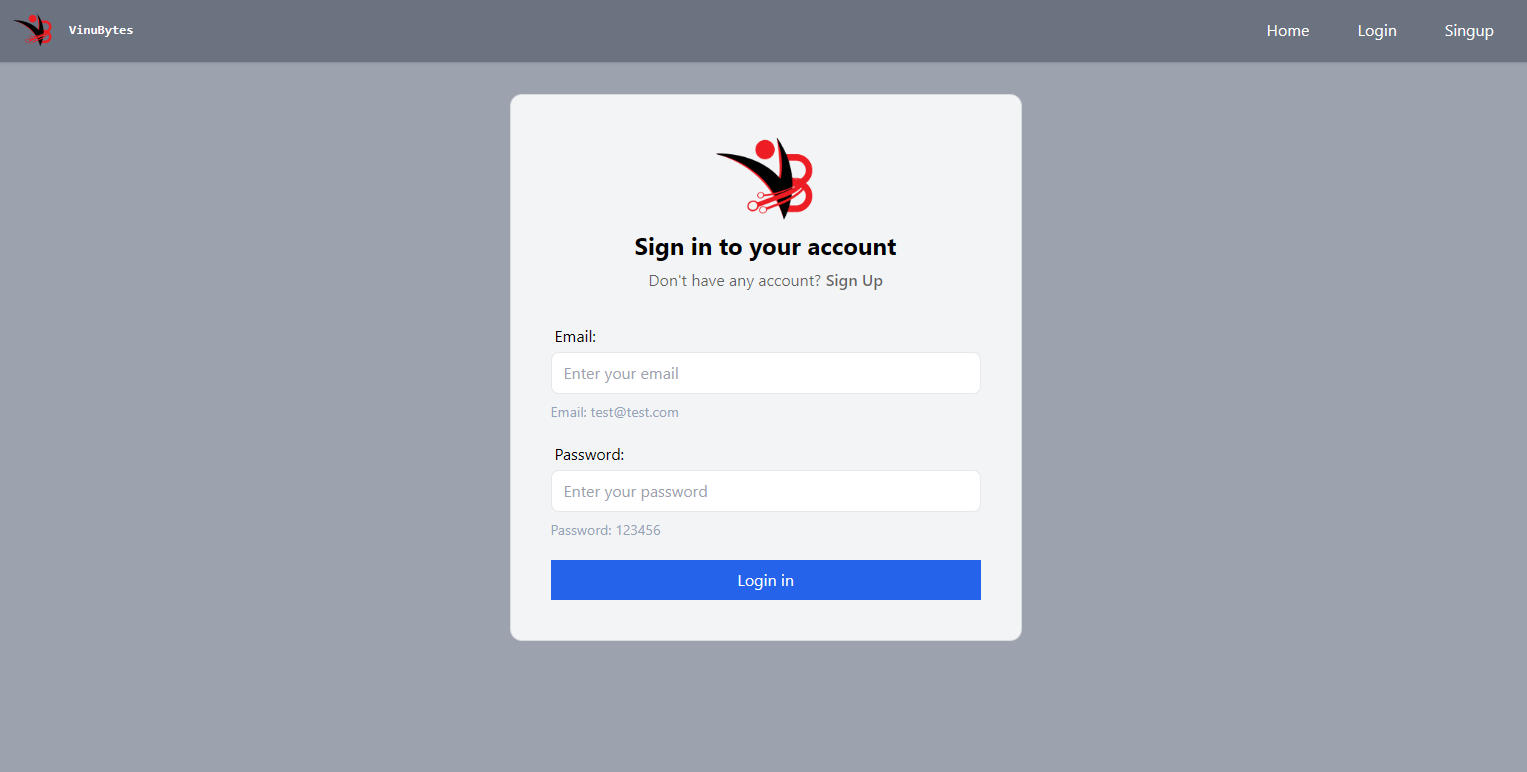 VinuBytes
Home
Login
Singup
Sign in to your account
Don't have any account? Sign Up
Email:
Enter your email
Email: test@test.com
Password:
Enter your password
Password: 123456
Login in